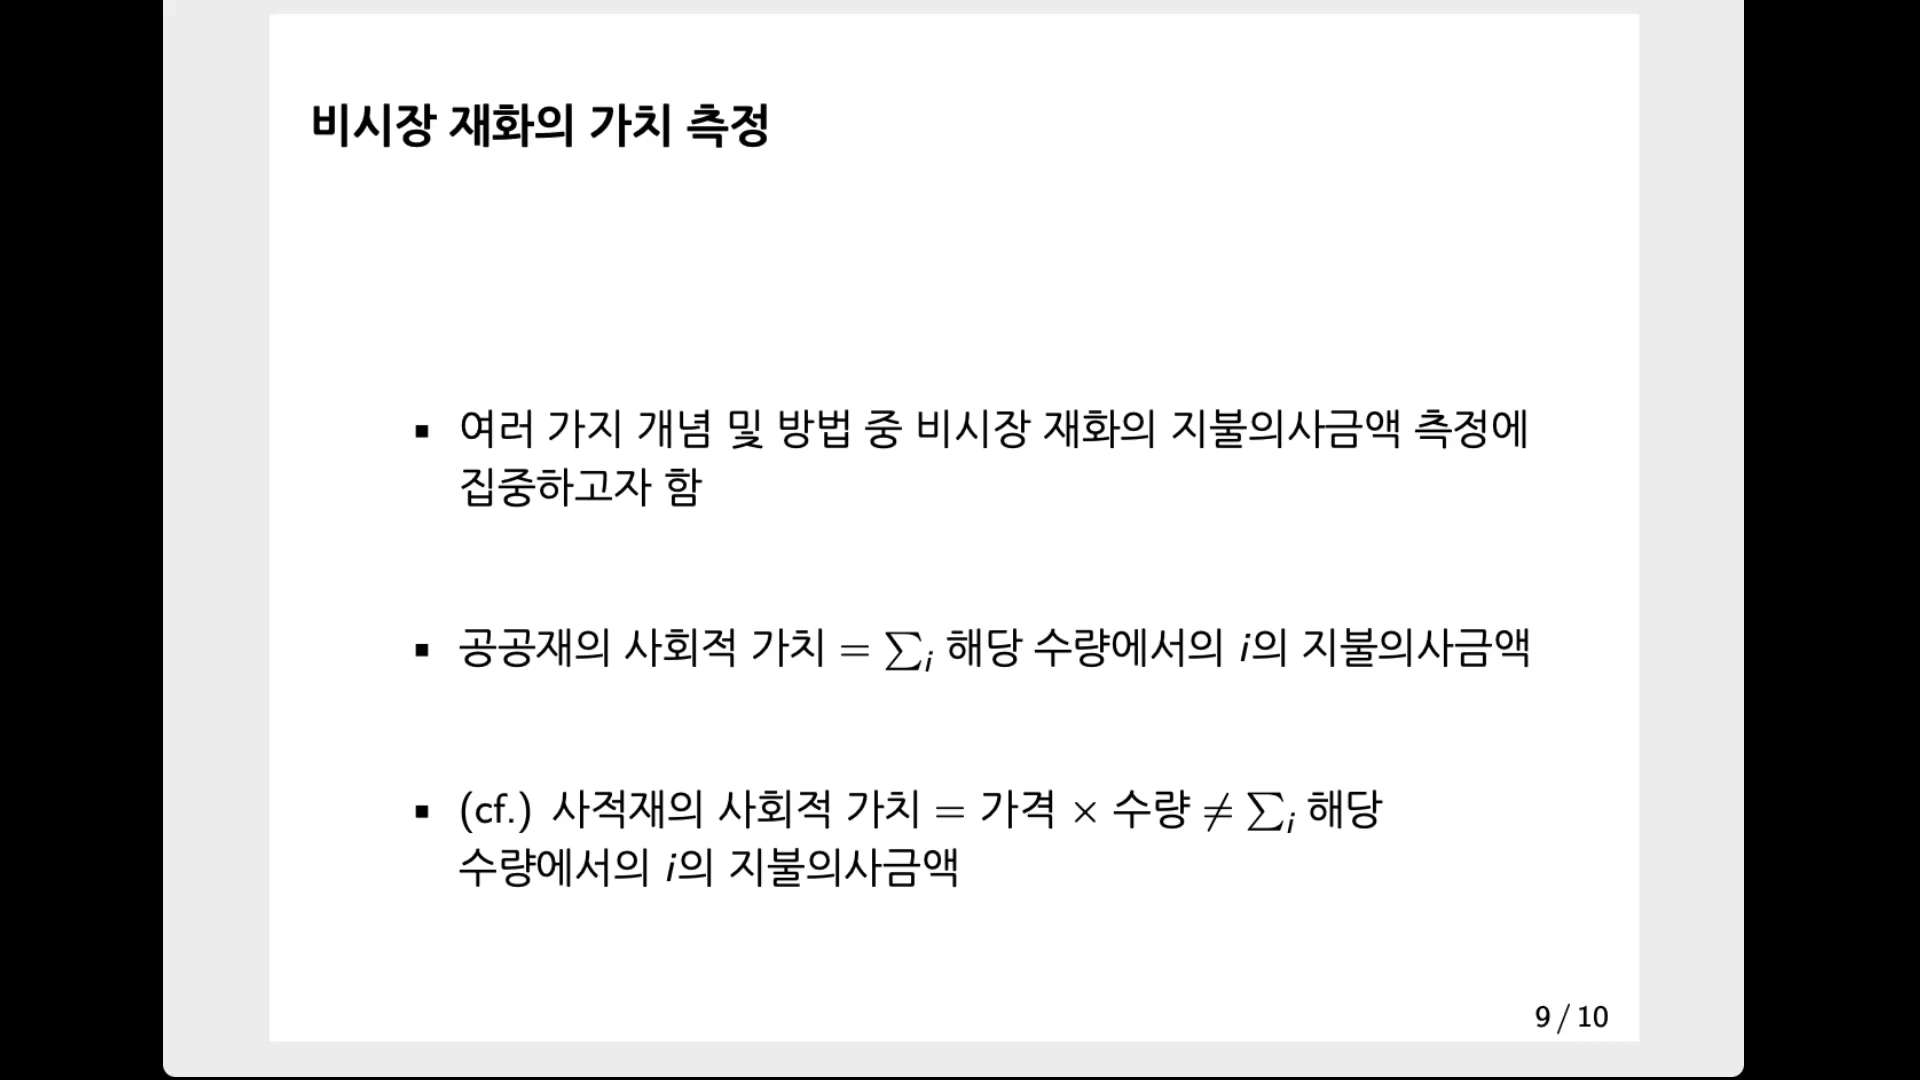 비시장 재화의 가치 측정
▪ 여러 가지 개념 및 방법 중 비시장 재화의 지불의사금액 측정에
집중하고자 함
▪ 공공재의 사회적 가치 = ∑i 해당 수량에서의 i의 지불의사금액
▪ (cf.) 사적재의 사회적 가치 = 가격 × 수량 ≠ ∑i 해당
수량에서의 i의 지불의사금액
9 / 10